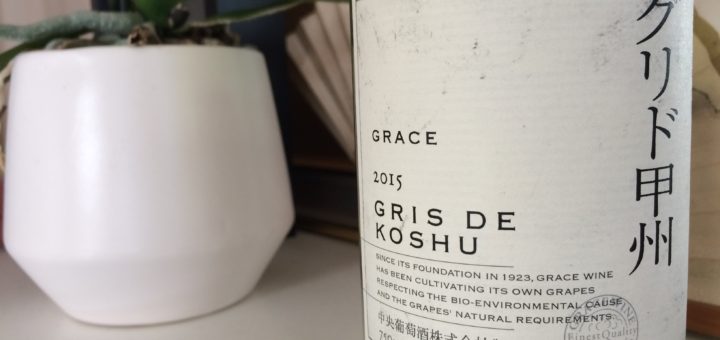 グリド甲州
GRACE
2015
GRIS DE
KOSHU
SINCE ITS FOUNDATION IN 1923, GRACE WINE
HAS BEEN CULTIVATING ITS OWN GRAPES
RESPECTING THE BIO-ENVIRONMENTAL CAUSE
AND THE GRAPES' NATURAL REQUIREMENTS.
中央葡萄酒株式会社
750
Finest Quality